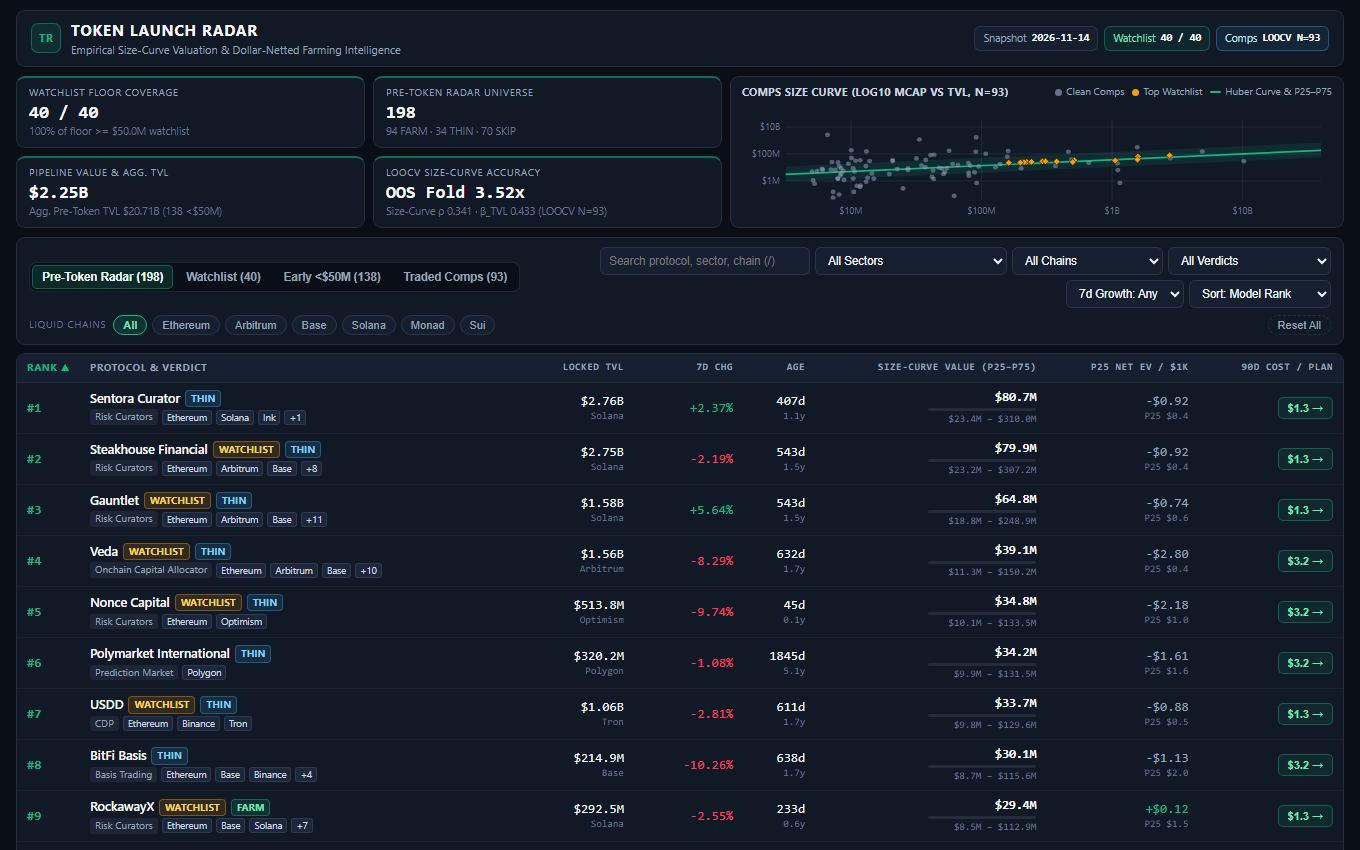 TR
TOKEN LAUNCH RADAR
Empirical Size-Curve Valuation & Dollar-Netted Farming Intelligence
Snapshot 2026-11-14
Watchlist 40 / 40
Comps LOOCV N=93
WATCHLIST FLOOR COVERAGE
40 / 40
100% of floor >= $50.0M watchlist
PRE-TOKEN RADAR UNIVERSE
198
94 FARM · 34 THIN · 70 SKIP
PIPELINE VALUE & AGG. TVL
$2.25B
Agg. Pre-Token TVL $20.71B (138 <$50M)
LOOCV SIZE-CURVE ACCURACY
OOS Fold 3.52x
Size-Curve ρ 0.341 · β_TVL 0.433 (LOOCV N=93)
COMPS SIZE CURVE (LOG10 MCAP VS TVL, N=93)
Clean Comps Top Watchlist Huber Curve & P25–P75
$10B
$100M
$1M
$10M $100M $1B $10B
Pre-Token Radar (198) Watchlist (40) Early <$50M (138) Traded Comps (93)
Search protocol, sector, chain (/) All Sectors All Chains All Verdicts
7d Growth: Any Sort: Model Rank
LIQUID CHAINS All Ethereum Arbitrum Base Solana Monad Sui Reset All
RANK ▲ PROTOCOL & VERDICT LOCKED TVL 7D CHG AGE SIZE-CURVE VALUE (P25–P75) P25 NET EV / $1K 90D COST / PLAN
#1 Sentora Curator THIN $2.76B +2.37% 407d $80.7M -$0.92 $1.3 →
Risk Curators Ethereum Solana Ink +1 Solana 1.1y $23.4M – $310.0M P25 $0.4
#2 Steakhouse Financial WATCHLIST THIN $2.75B -2.19% 543d $79.9M -$0.92 $1.3 →
Risk Curators Ethereum Arbitrum Base +8 Solana 1.5y $23.2M – $307.2M P25 $0.4
#3 Gauntlet WATCHLIST THIN $1.58B +5.64% 543d $64.8M -$0.74 $1.3 →
Risk Curators Ethereum Arbitrum Base +11 Solana 1.5y $18.8M – $248.9M P25 $0.6
#4 Veda WATCHLIST THIN $1.56B -8.29% 632d $39.1M -$2.80 $3.2 →
Onchain Capital Allocator Ethereum Arbitrum Base +10 Arbitrum 1.7y $11.3M – $150.2M P25 $0.4
#5 Nonce Capital WATCHLIST THIN $513.8M -9.74% 45d $34.8M -$2.18 $3.2 →
Risk Curators Ethereum Optimism Optimism 0.1y $10.1M – $133.5M P25 $1.0
#6 Polymarket International THIN $320.2M -1.08% 1845d $34.2M -$1.61 $3.2 →
Prediction Market Polygon Polygon 5.1y $9.9M – $131.5M P25 $1.6
#7 USDD WATCHLIST THIN $1.06B -2.81% 611d $33.7M -$0.88 $1.3 →
CDP Ethereum Binance Tron Tron 1.7y $9.8M – $129.6M P25 $0.5
#8 BitFi Basis THIN $214.9M -10.26% 638d $30.1M -$1.13 $3.2 →
Basis Trading Ethereum Base Binance +4 Base 1.7y $8.7M – $115.6M P25 $2.0
#9 RockawayX WATCHLIST FARM $292.5M -2.55% 233d $29.4M +$0.12 $1.3 →
Risk Curators Ethereum Base Solana +7 Solana 0.6y $8.5M – $112.9M P25 $1.5